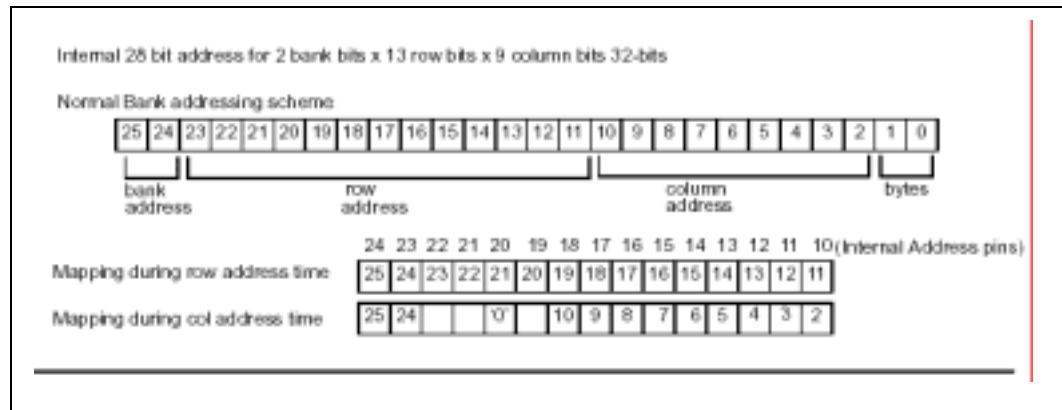 Internal 28 bit address for 2 bank bits x 13 row bits x 9 column bits 32-bits
Normal Bank addressing scheme
25 24 23 22 21 20 19 18 17 16 15 14 13 12 11 10 9 8 7 6 5 4 3 2 1 0
bank address
row address
column address
bytes
24 23 22 21 20 19 18 17 16 15 14 13 12 11 10 (Internal Address pins)
Mapping during row address time 25 24 23 22 21 20 19 18 17 16 15 14 13 12 11
Mapping during col address time 25 24 '0' 10 9 8 7 6 5 4 3 2